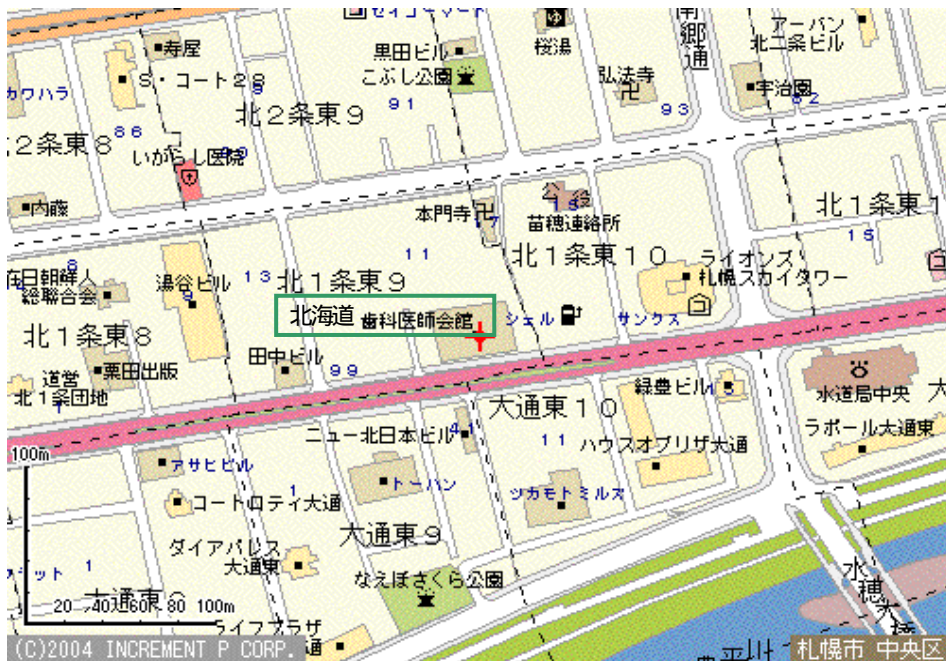 セイコーマート
寿屋
黒田ビル
桜湯
南郷通
アーバン
北二条ビル
S・コート28
こぶし公園
弘法寺
宇治園
カワハラ
91
93
82
北2条東9
86
2条東8
いがらし医院
内藤
本門寺
17
苗穂連絡所
北1条東1
15
11
北1条東10
ライオンズ
札幌スカイタワー
8
在日朝鮮人
総聯合会
湯谷ビル
9
13
北1条東9
北海道 歯科医師会館
シェル
サンクス
北1条東8
田中ビル
99
道営
北1条団地
栗田出版
緑豊ビル
水道局中央
大通東10
ニュー北日本ビル
41
11
ハウスオブリザ大通
ラポール大通東
100m
アサヒビル
トーハン
ツカモトミルズ
コートロティ大通
1
大通東9
ダイアパレス
大通東
なえぼさくら公園
1
20 40 60 80 100m
ライフプラザ
水穂大橋
豊平川
(C)2004 INCREMENT P CORP.
札幌市 中央区